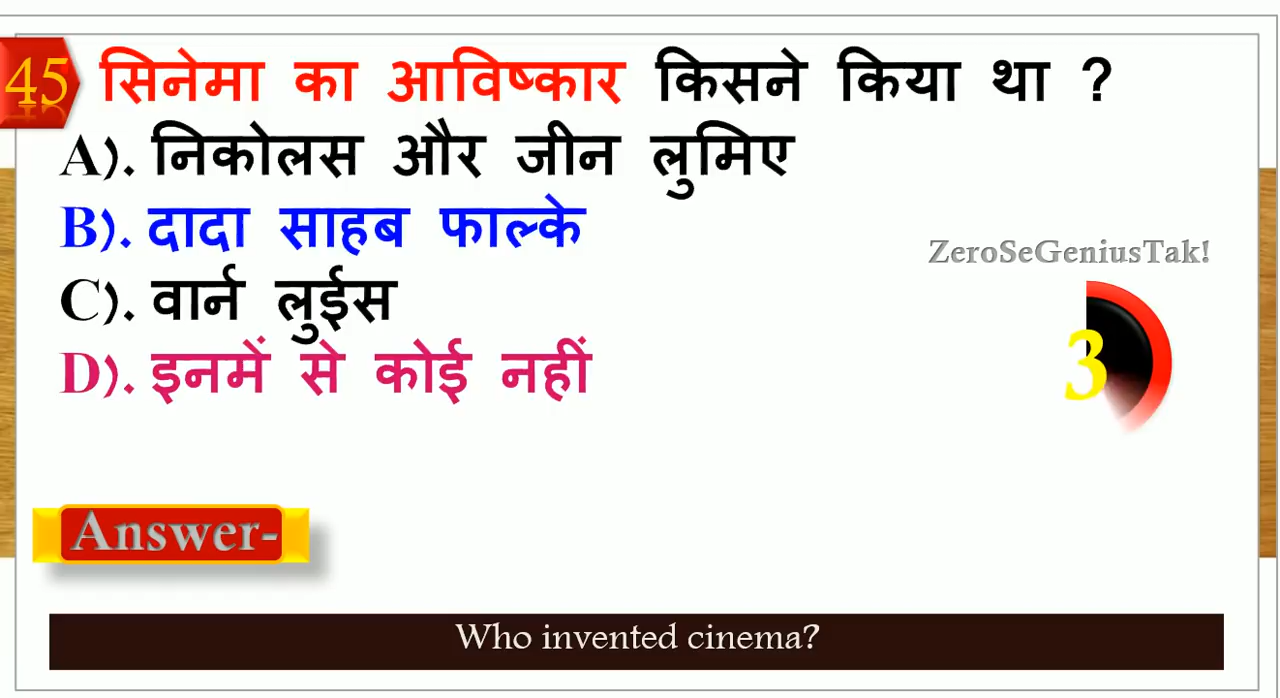 45 सिनेमा का आविष्कार किसने किया था ?
A). निकोलस और जीन लुमिए
B). दादा साहब फाल्के
ZeroSeGeniusTak!
C). वार्न लुईस
3
D). इनमें से कोई नहीं
Answer-
Who invented cinema?